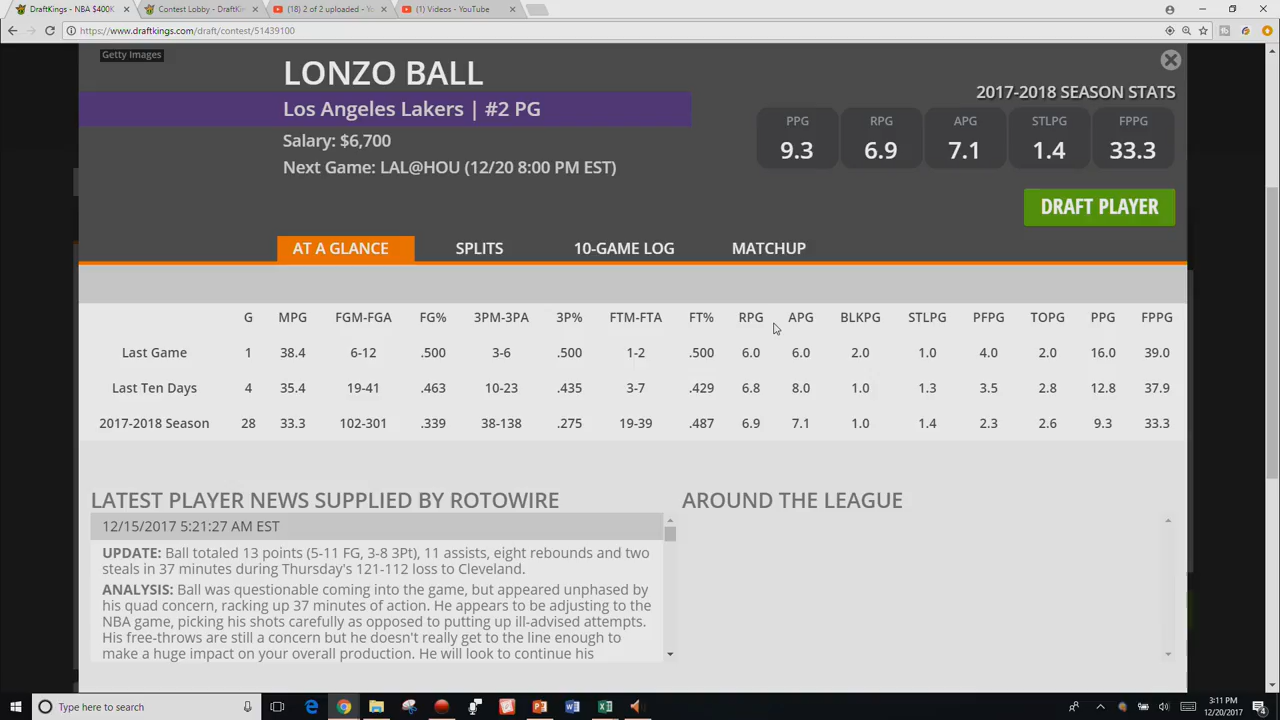 DraftKings - NBA $400K
Contest Lobby - DraftKi
(18) 2 of 2 uploaded - Yo
(1) Videos - YouTube
https://www.draftkings.com/draft/contest/51439100
Getty Images
LONZO BALL
Los Angeles Lakers | #2 PG
Salary: $6,700
Next Game: LAL@HOU (12/20 8:00 PM EST)
2017-2018 SEASON STATS
PPG RPG APG STLPG FPPG
9.3 6.9 7.1 1.4 33.3
DRAFT PLAYER
AT A GLANCE SPLITS 10-GAME LOG MATCHUP
G MPG FGM-FGA FG% 3PM-3PA 3P% FTM-FTA FT% RPG APG BLKPG STLPG PFPG TOPG PPG FPPG
Last Game 1 38.4 6-12 .500 3-6 .500 1-2 .500 6.0 6.0 2.0 1.0 4.0 2.0 16.0 39.0
Last Ten Days 4 35.4 19-41 .463 10-23 .435 3-7 .429 6.8 8.0 1.0 1.3 3.5 2.8 12.8 37.9
2017-2018 Season 28 33.3 102-301 .339 38-138 .275 19-39 .487 6.9 7.1 1.0 1.4 2.3 2.6 9.3 33.3
LATEST PLAYER NEWS SUPPLIED BY ROTOWIRE
12/15/2017 5:21:27 AM EST
UPDATE: Ball totaled 13 points (5-11 FG, 3-8 3Pt), 11 assists, eight rebounds and two
steals in 37 minutes during Thursday's 121-112 loss to Cleveland.
ANALYSIS: Ball was questionable coming into the game, but appeared unphased by
his quad concern, racking up 37 minutes of action. He appears to be adjusting to the
NBA game, picking his shots carefully as opposed to putting up ill-advised attempts.
His free-throws are still a concern but he doesn't really get to the line enough to
make a huge impact on your overall production. He will look to continue his
AROUND THE LEAGUE
Type here to search
3:11 PM
12/20/2017
4